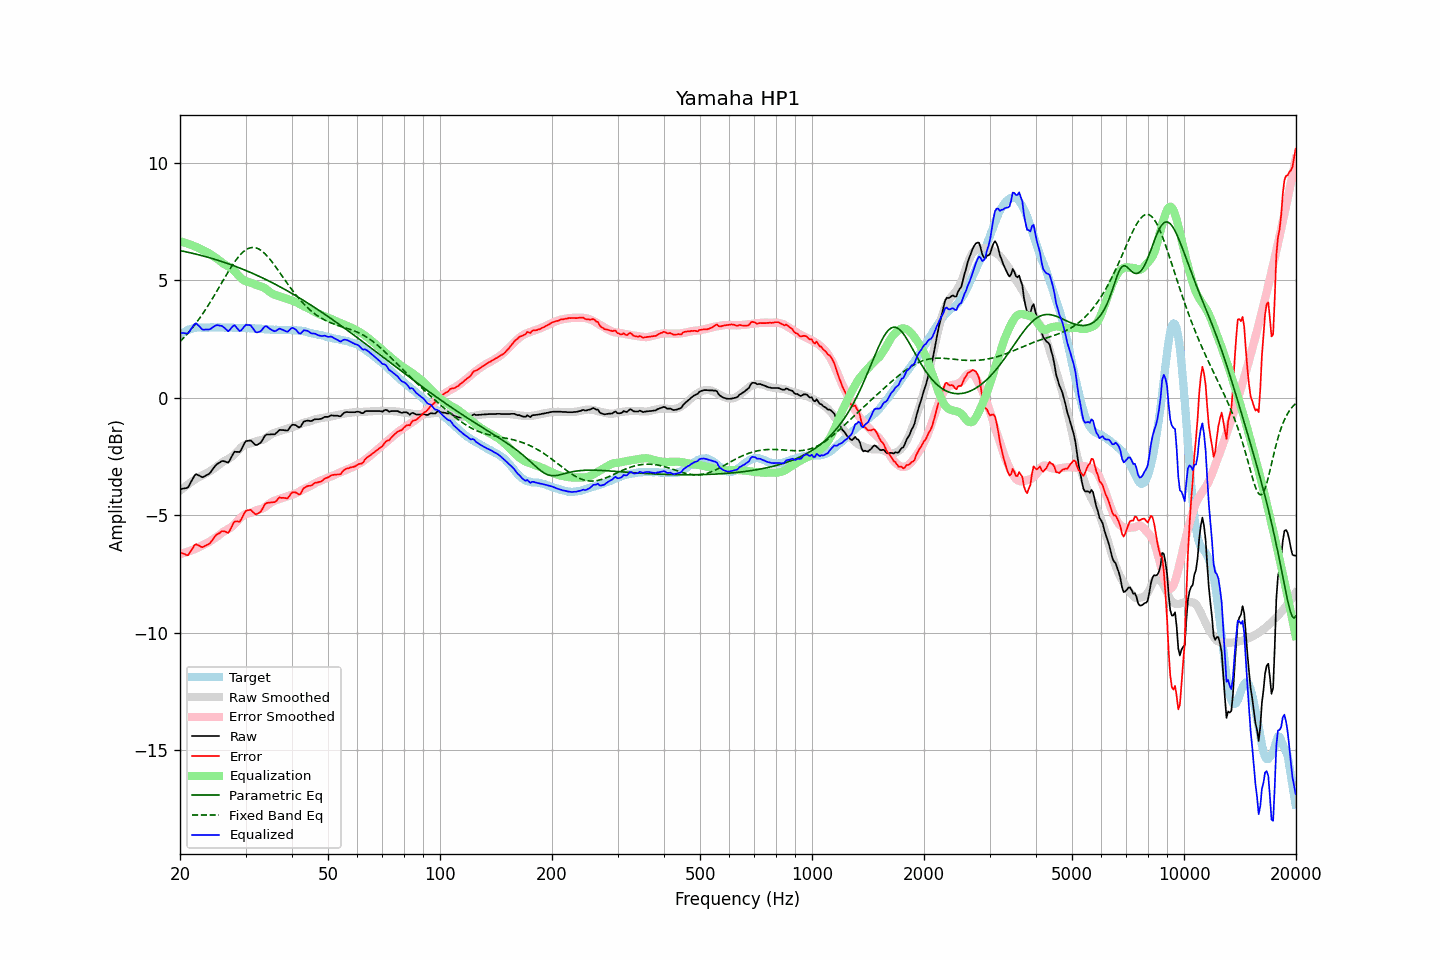 Yamaha HP1
Amplitude (dBr)
10
5
0
−5
−10
−15
Target
Raw Smoothed
Error Smoothed
Raw
Error
Equalization
Parametric Eq
Fixed Band Eq
Equalized
20 50 100 200 500 1000 2000 5000 10000 20000
Frequency (Hz)